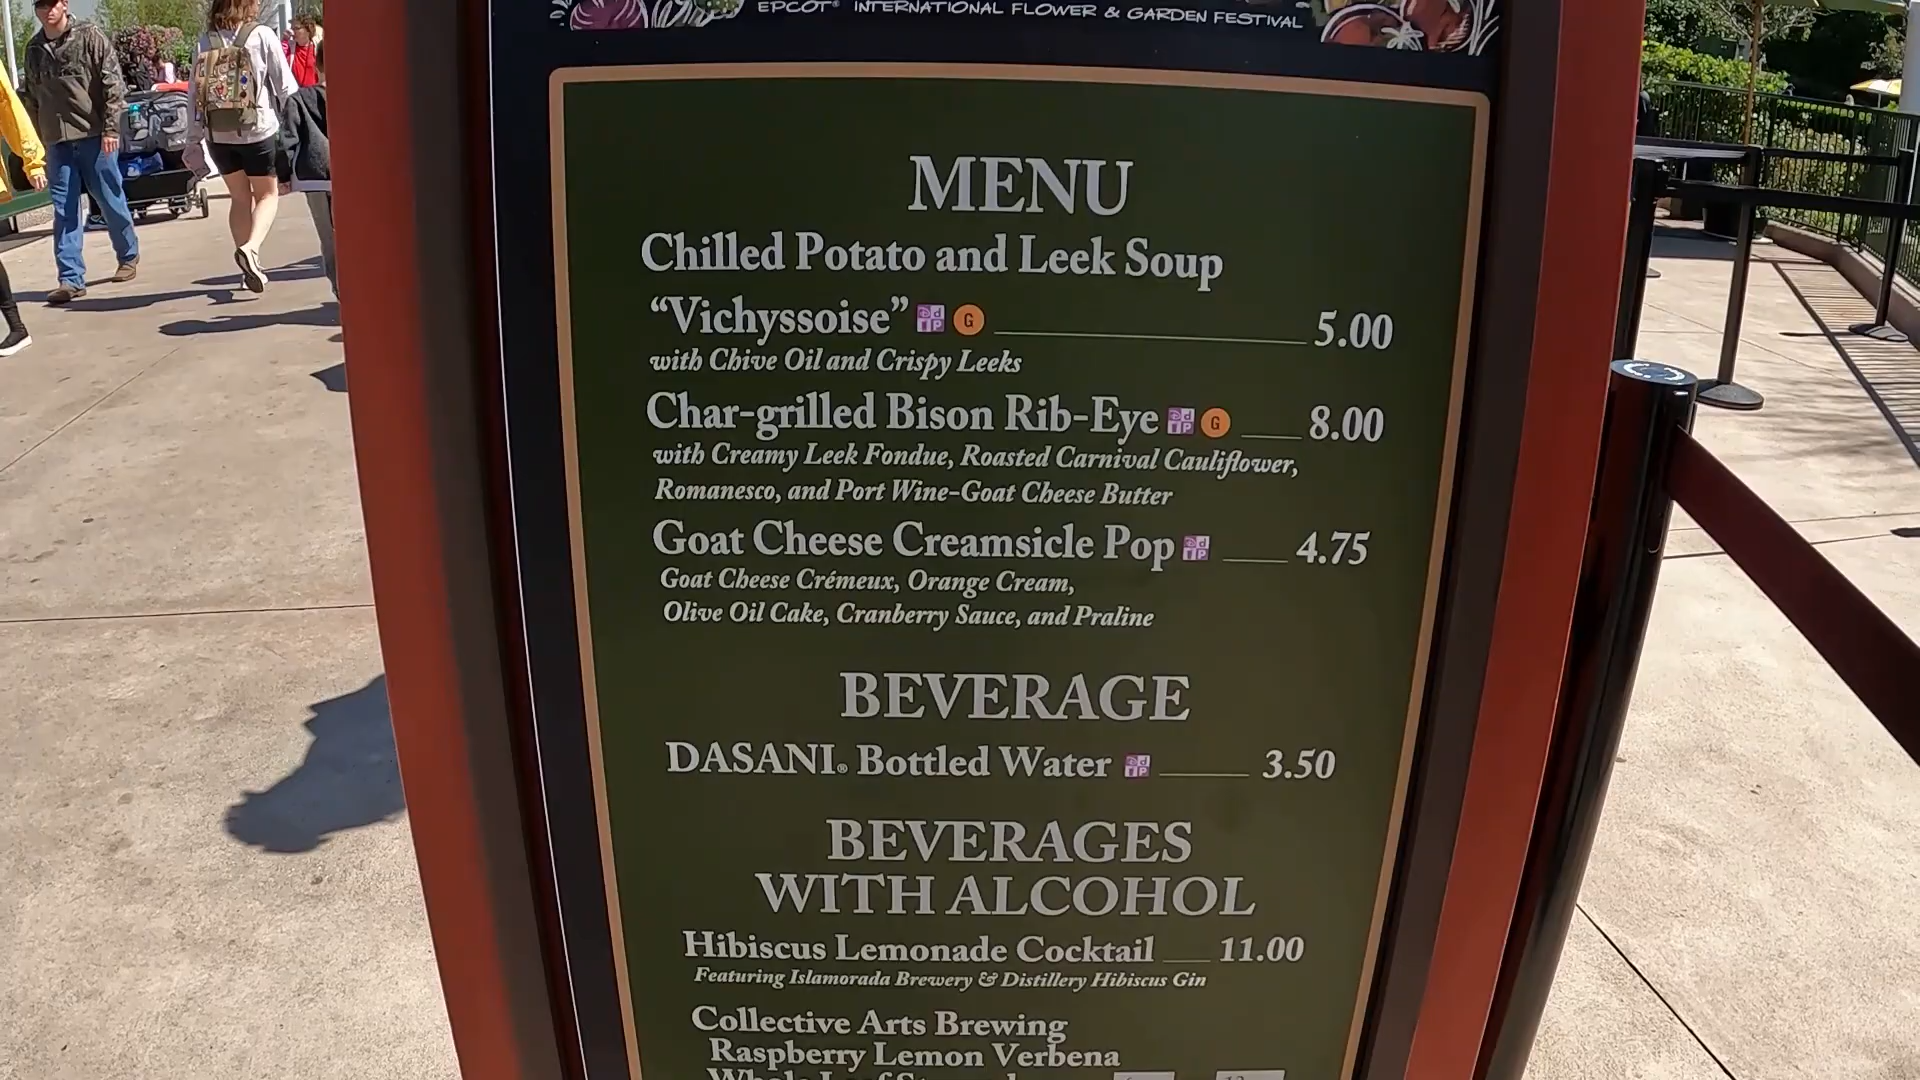 EPCOT® INTERNATIONAL FLOWER & GARDEN FESTIVAL
MENU
Chilled Potato and Leek Soup
“Vichyssoise” G 5.00
with Chive Oil and Crispy Leeks
Char-grilled Bison Rib-Eye G 8.00
with Creamy Leek Fondue, Roasted Carnival Cauliflower,
Romanesco, and Port Wine-Goat Cheese Butter
Goat Cheese Creamsicle Pop 4.75
Goat Cheese Crémeux, Orange Cream,
Olive Oil Cake, Cranberry Sauce, and Praline
BEVERAGE
DASANI® Bottled Water 3.50
BEVERAGES
WITH ALCOHOL
Hibiscus Lemonade Cocktail 11.00
Featuring Islamorada Brewery & Distillery Hibiscus Gin
Collective Arts Brewing
Raspberry Lemon Verbena